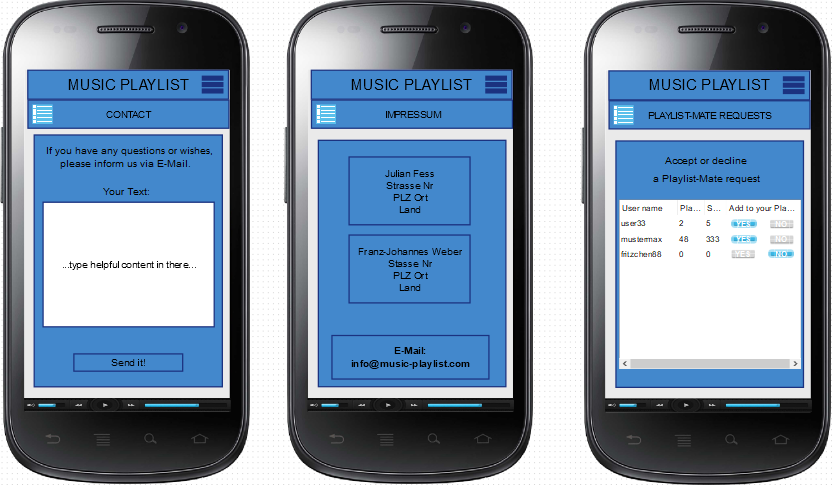 MUSIC PLAYLIST
CONTACT
If you have any questions or wishes,
please inform us via E-Mail.
Your Text:
...type helpful content in there...
Send it!
MUSIC PLAYLIST
IMPRESSUM
Julian Fess
Strasse Nr
PLZ Ort
Land
Franz-Johannes Weber
Stasse Nr
PLZ Ort
Land
E-Mail:
info@music-playlist.com
MUSIC PLAYLIST
PLAYLIST-MATE REQUESTS
Accept or decline
a Playlist-Mate request
User name Pla... S... Add to your Pla...
user33 2 5 YES NO
mustermax 48 333 YES NO
fritzchen88 0 0 YES NO